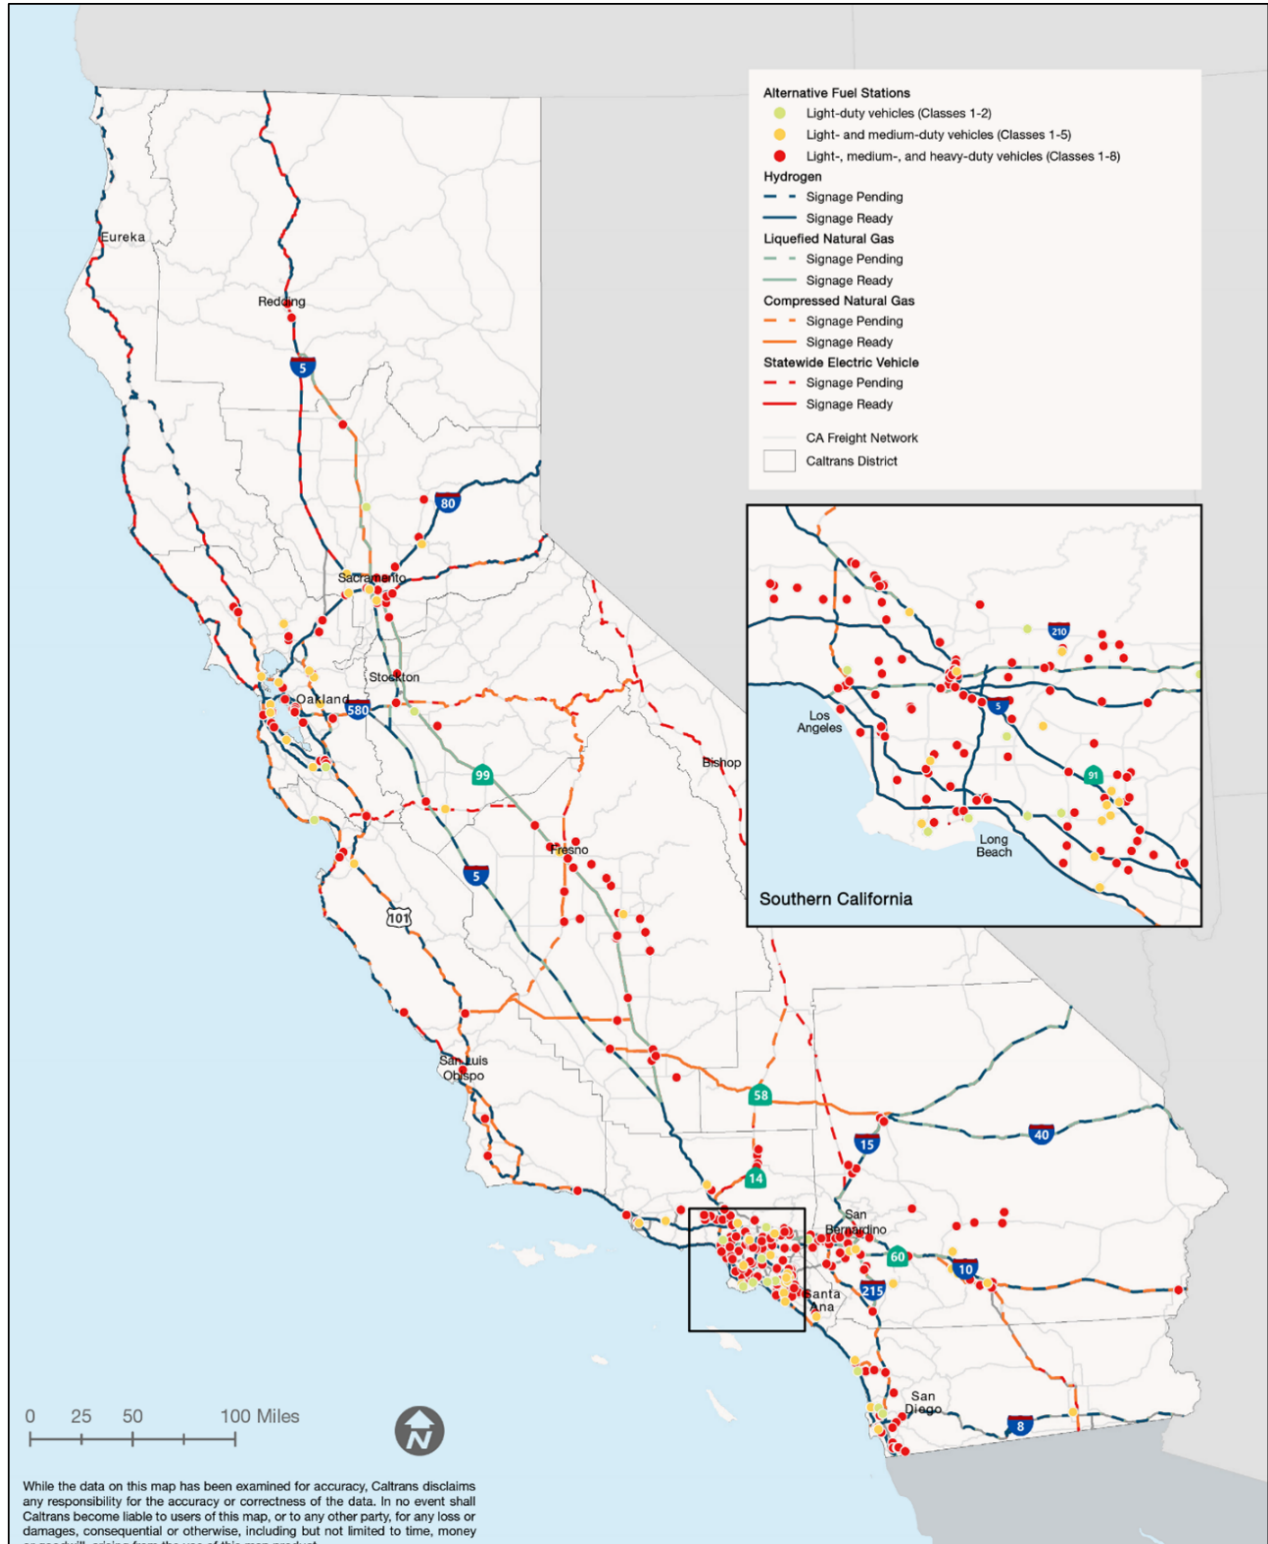 Alternative Fuel Stations
Light-duty vehicles (Classes 1-2)
Light- and medium-duty vehicles (Classes 1-5)
Light-, medium-, and heavy-duty vehicles (Classes 1-8)
Hydrogen
Signage Pending
Signage Ready
Liquefied Natural Gas
Signage Pending
Signage Ready
Compressed Natural Gas
Signage Pending
Signage Ready
Statewide Electric Vehicle
Signage Pending
Signage Ready
CA Freight Network
Caltrans District
Eureka
Redding
5
80
Sacramento
Stockton
Oakland
580
99
Bishop
Fresno
5
101
San Luis
Obispo
58
15
40
14
San
Bernardino
60
10
215
Santa
Ana
San
Diego
8
210
Los
Angeles
5
91
Long
Beach
Southern California
0 25 50 100 Miles
N
While the data on this map has been examined for accuracy, Caltrans disclaims
any responsibility for the accuracy or correctness of the data. In no event shall
Caltrans become liable to users of this map, or to any other party, for any loss or
damages, consequential or otherwise, including but not limited to time, money